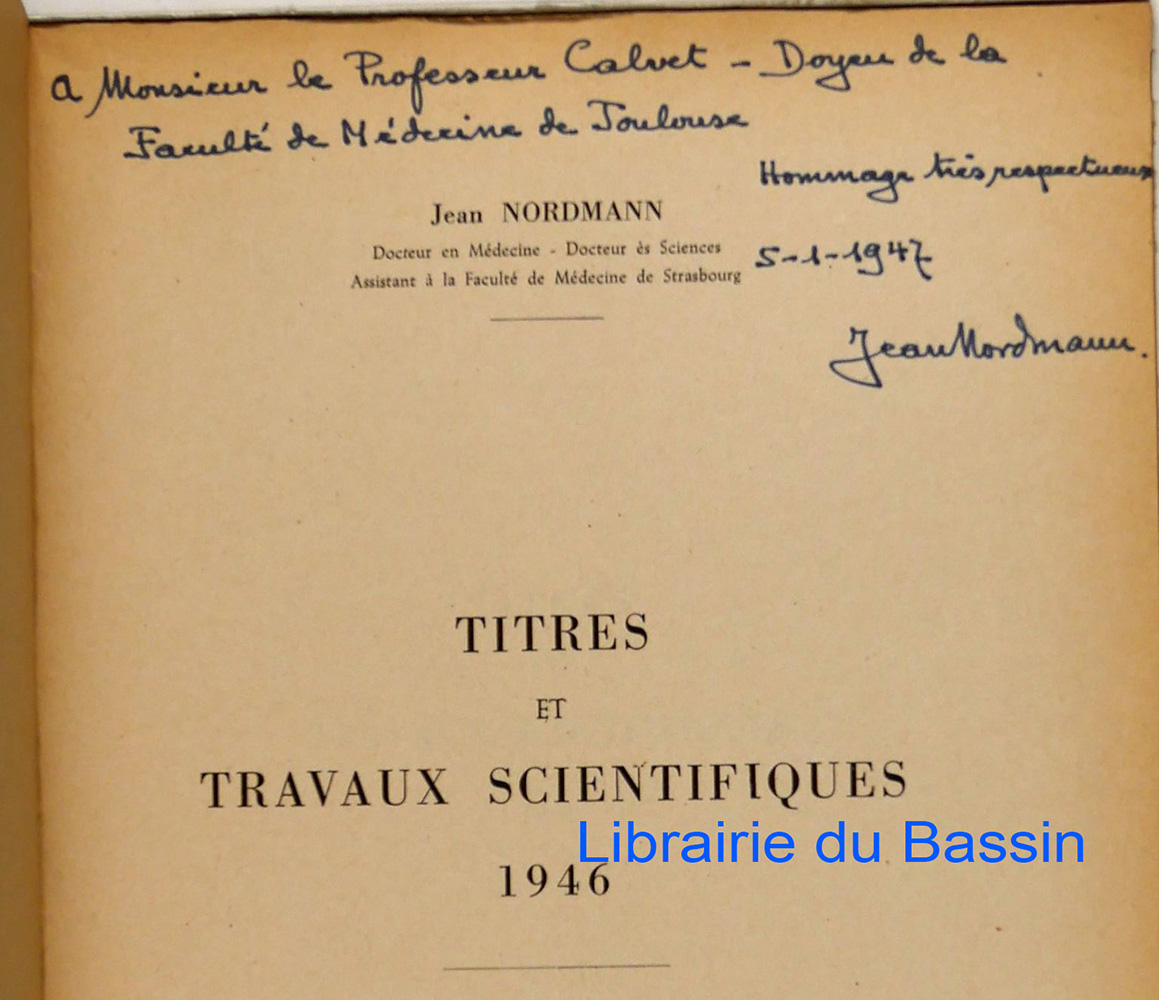 A Monsieur le Professeur Calvet - Doyen de la
Faculté de Médecine de Toulouse
Hommage très respectueux
Jean NORDMANN
Docteur en Médecine - Docteur ès Sciences
Assistant à la Faculté de Médecine de Strasbourg
5-1-1947
Jean Nordmann.
TITRES
ET
TRAVAUX SCIENTIFIQUES
Librairie du Bassin
1946